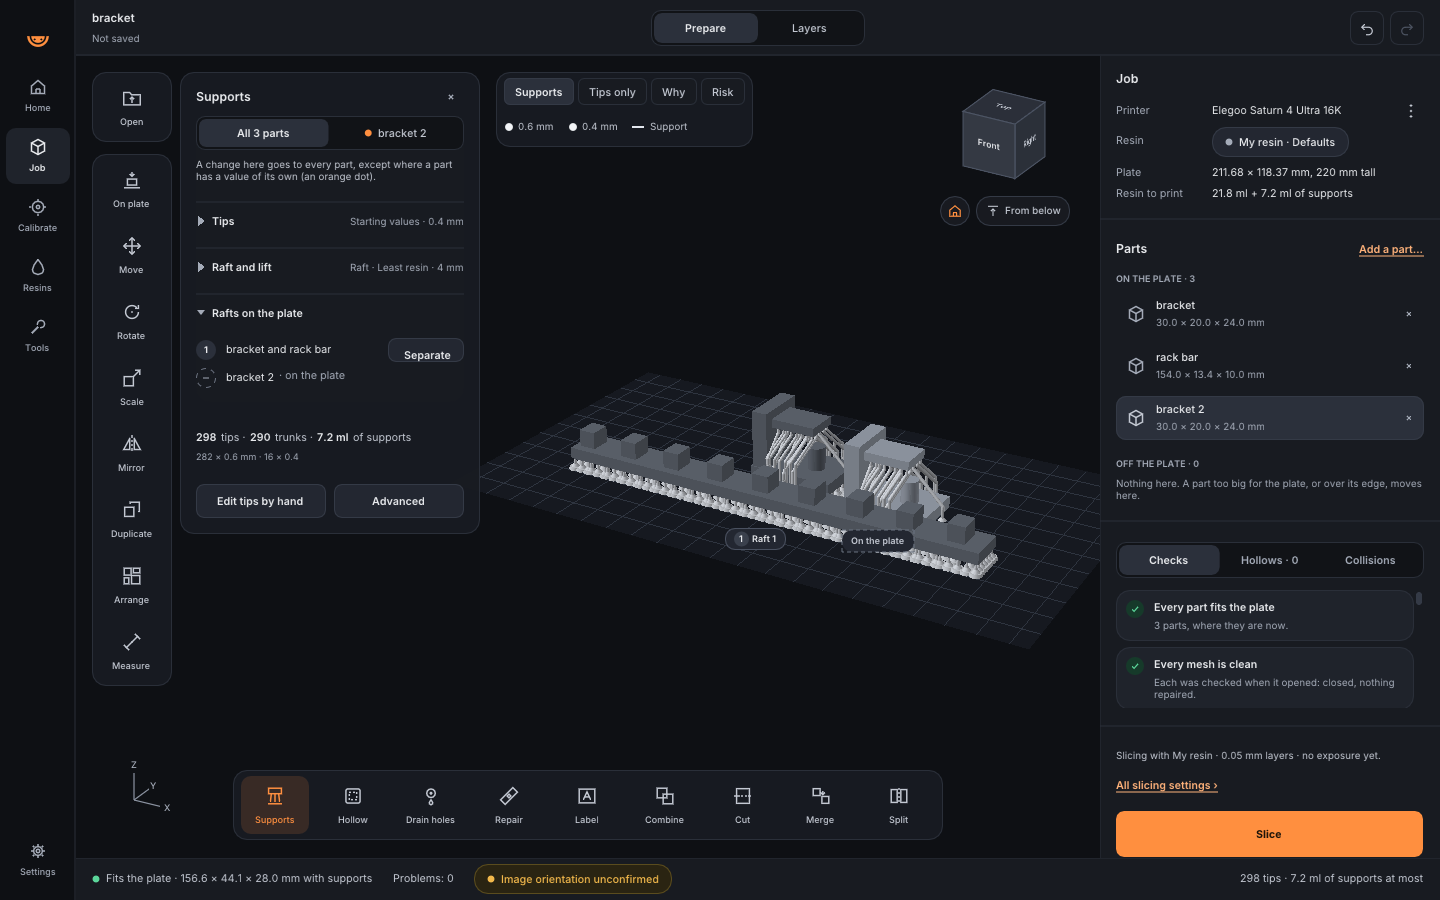 bracket
Not saved
Prepare
Layers
Home
Job
Calibrate
Resins
Tools
Settings
Open
On plate
Move
Rotate
Scale
Mirror
Duplicate
Arrange
Measure
Supports
×
All 3 parts
bracket 2
A change here goes to every part, except where a part
has a value of its own (an orange dot).
Tips
Starting values · 0.4 mm
Raft and lift
Raft · Least resin · 4 mm
Rafts on the plate
1 bracket and rack bar
Separate
– bracket 2 · on the plate
298 tips · 290 trunks · 7.2 ml of supports
282 × 0.6 mm · 16 × 0.4
Edit tips by hand
Advanced
Supports
Tips only
Why
Risk
0.6 mm
0.4 mm
Support
Top
Front
Right
From below
1 Raft 1
On the plate
Z
Y
X
Supports
Hollow
Drain holes
Repair
Label
Combine
Cut
Merge
Split
Job
Printer Elegoo Saturn 4 Ultra 16K
Resin My resin · Defaults
Plate 211.68 × 118.37 mm, 220 mm tall
Resin to print 21.8 ml + 7.2 ml of supports
Parts
Add a part...
ON THE PLATE · 3
bracket
30.0 × 20.0 × 24.0 mm
×
rack bar
154.0 × 13.4 × 10.0 mm
×
bracket 2
30.0 × 20.0 × 24.0 mm
×
OFF THE PLATE · 0
Nothing here. A part too big for the plate, or over its edge, moves
here.
Checks
Hollows · 0
Collisions
Every part fits the plate
3 parts, where they are now.
Every mesh is clean
Each was checked when it opened: closed, nothing
repaired.
Slicing with My resin · 0.05 mm layers · no exposure yet.
All slicing settings ›
Slice
Fits the plate · 156.6 × 44.1 × 28.0 mm with supports
Problems: 0
Image orientation unconfirmed
298 tips · 7.2 ml of supports at most